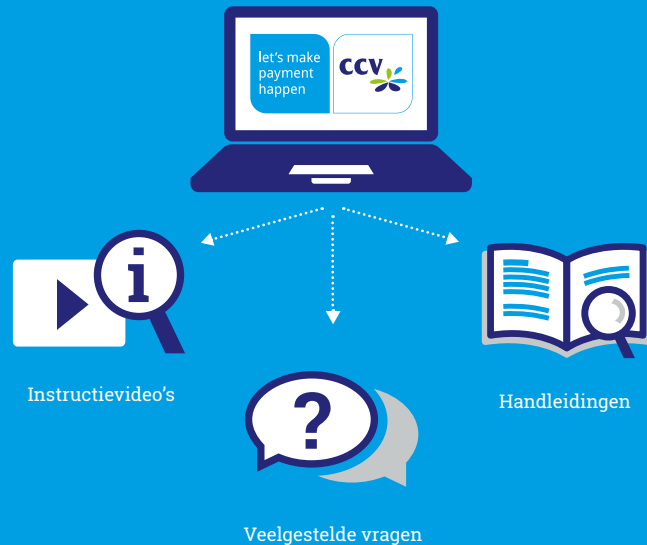 let's make
payment
happen
ccv
i
Instructievideo's
Handleidingen
?
Veelgestelde vragen